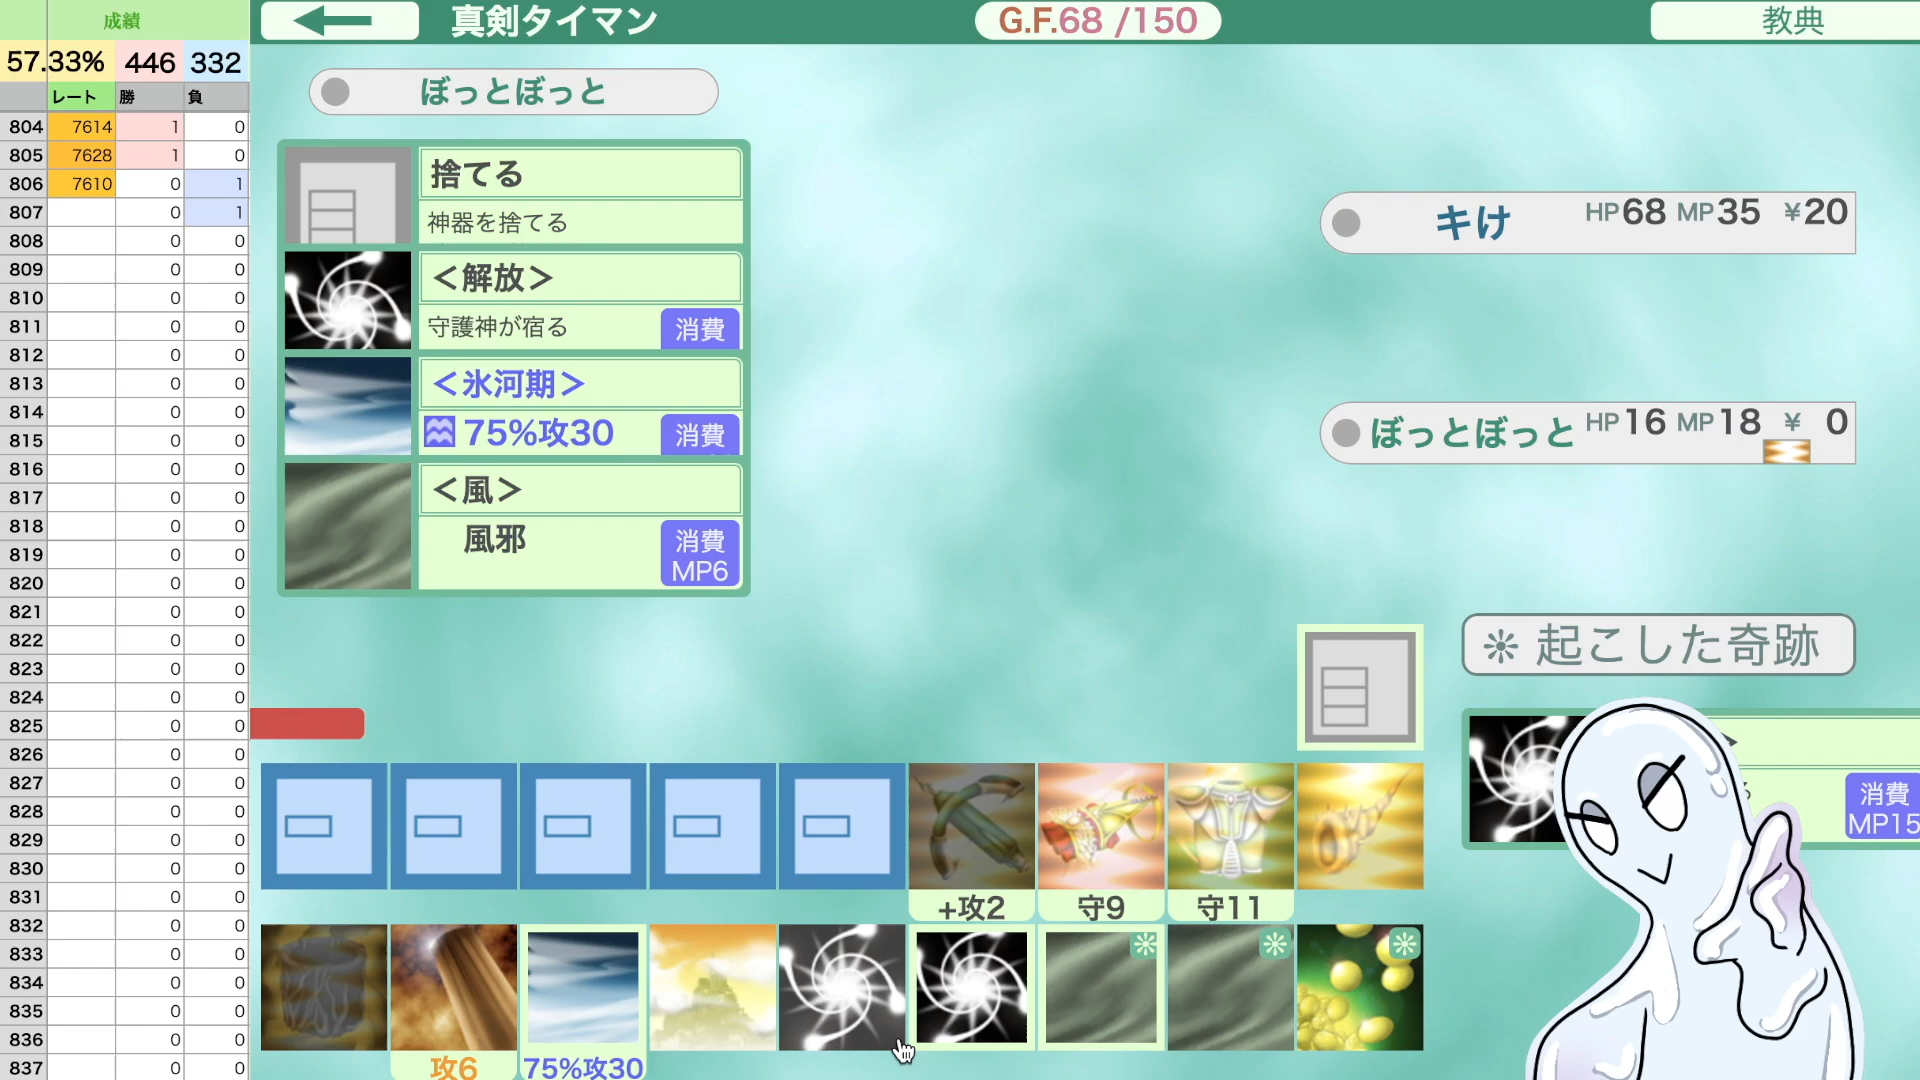 成績
57.33% 446 332
レート 勝 負
804 7614 1 0
805 7628 1 0
806 7610 0 1
807 0 1
808 0 0
809 0 0
810 0 0
811 0 0
812 0 0
813 0 0
814 0 0
815 0 0
816 0 0
817 0 0
818 0 0
819 0 0
820 0 0
821 0 0
822 0 0
823 0 0
824 0 0
825 0 0
826 0 0
827 0 0
828 0 0
829 0 0
830 0 0
831 0 0
832 0 0
833 0 0
834 0 0
835 0 0
836 0 0
837 0 0
真剣タイマン
G.F.68 /150
教典
ぼっとぼっと
捨てる
神器を捨てる
＜解放＞
守護神が宿る 消費
＜氷河期＞
75%攻30 消費
＜風＞
風邪 消費
MP6
キけ HP68 MP35 ¥20
ぼっとぼっと HP16 MP18 ¥ 0
起こした奇跡
消費
MP15
+攻2 守9 守11
攻6 75%攻30